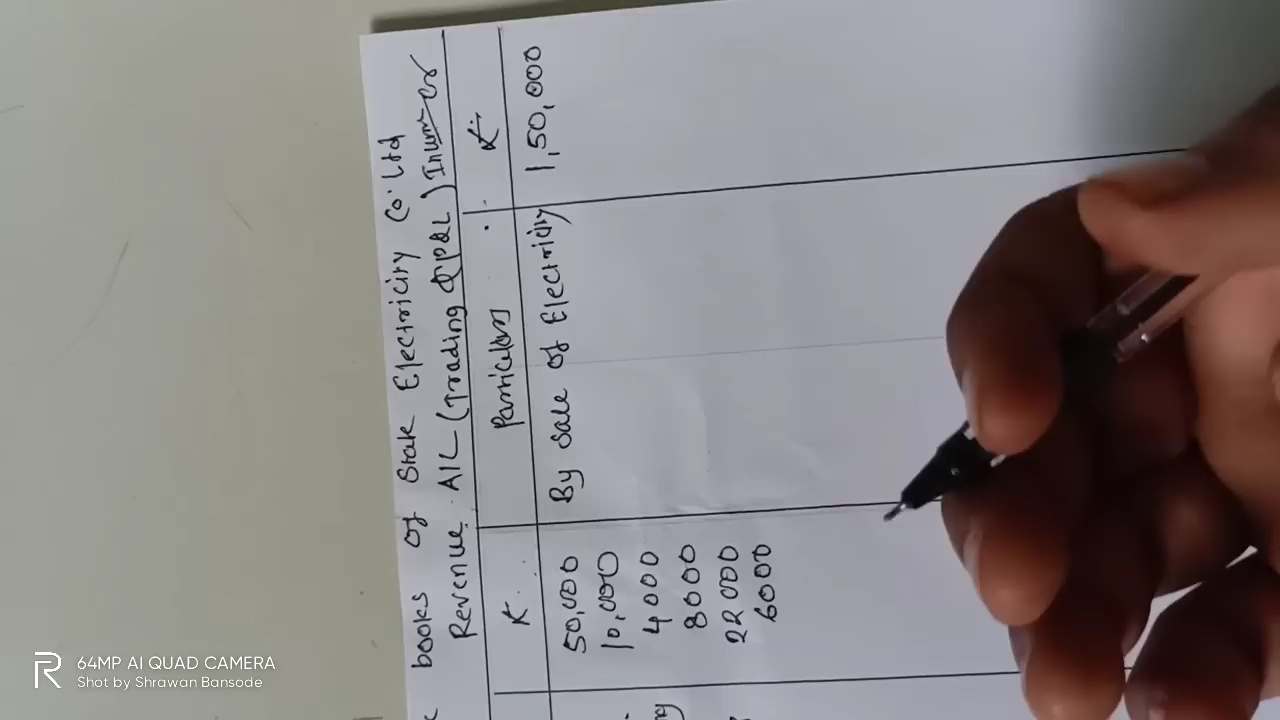 books of State Electricity Co. Ltd
Revenue A/c (Trading & P&L) Income
₹ Particulars ₹
50,000 By sale of Electricity 1,50,000
10,000
4000
8000
22000
6000
64MP AI QUAD CAMERA
Shot by Shrawan Bansode